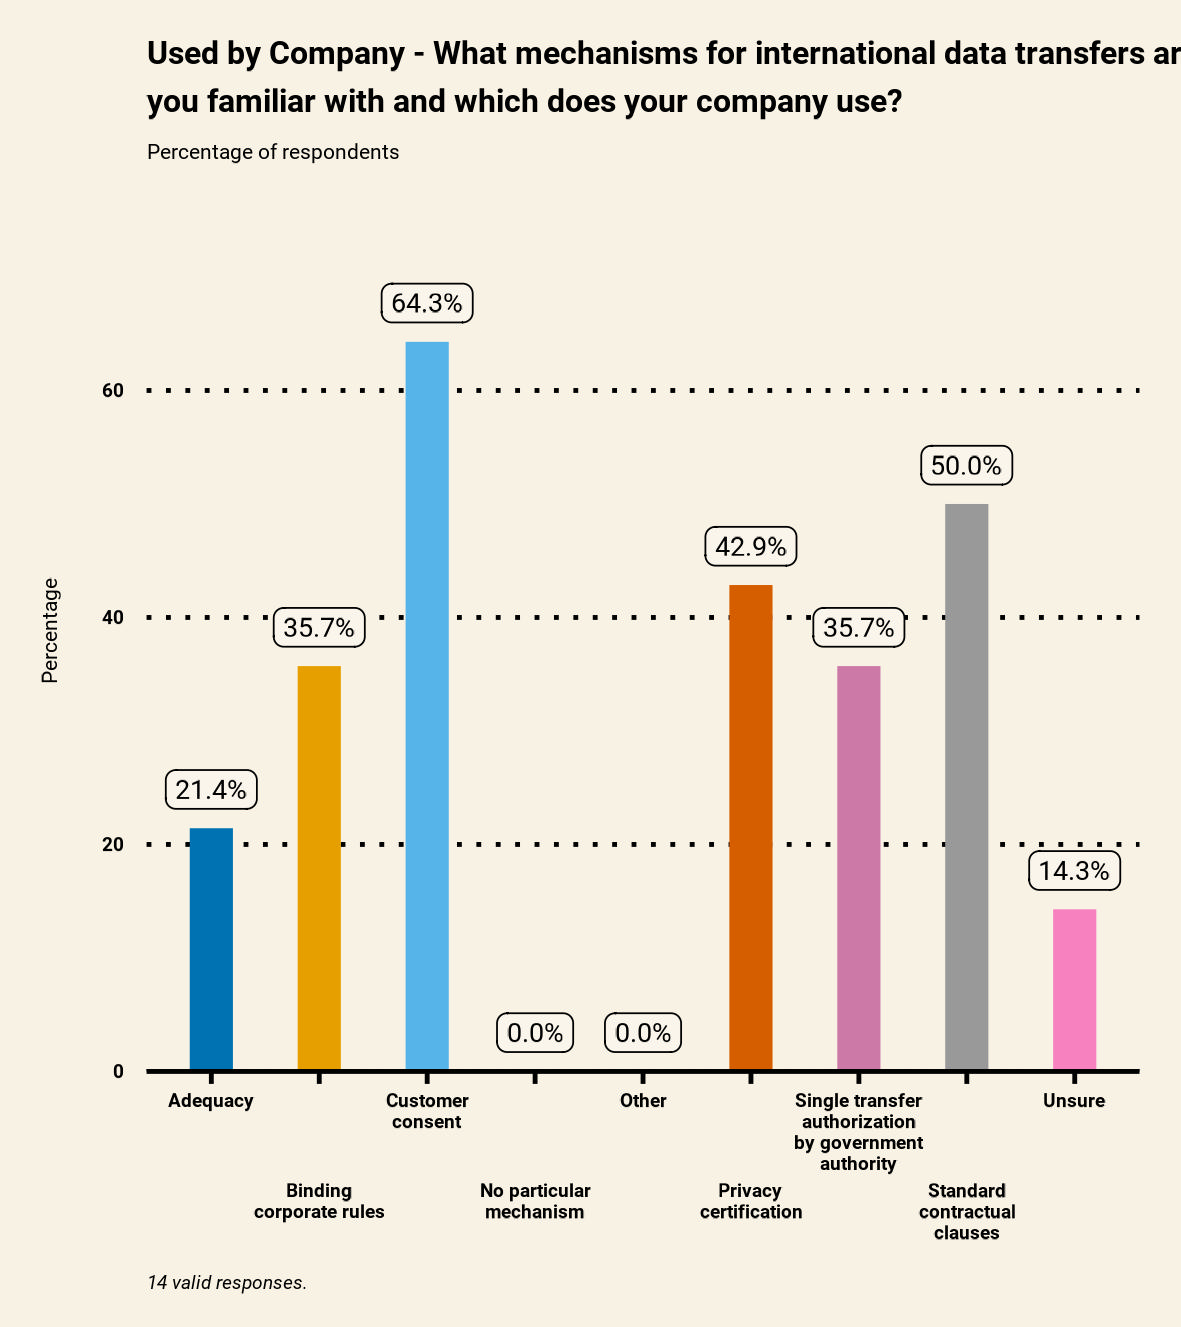 Used by Company - What mechanisms for international data transfers
you familiar with and which does your company use?
Percentage of respondents
64.3%
60
50.0%
42.9%
Percentage
40
35.7%
35.7%
21.4%
20
14.3%
0.0%
0.0%
0
Adequacy
Customer
consent
Other
Single transfer
authorization
by government
authority
Unsure
Binding
corporate rules
No particular
mechanism
Privacy
certification
Standard
contractual
clauses
14 valid responses.